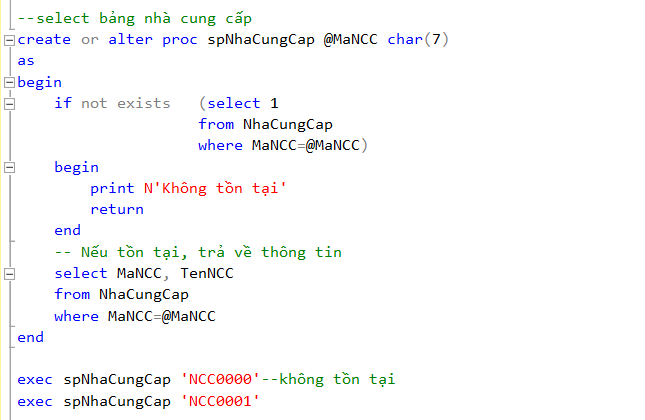 --select bảng nhà cung cấp
create or alter proc spNhaCungCap @MaNCC char(7)
as
begin
    if not exists   (select 1
                    from NhaCungCap
                    where MaNCC=@MaNCC)
    begin
        print N'Không tồn tại'
        return
    end
    -- Nếu tồn tại, trả về thông tin
    select MaNCC, TenNCC
    from NhaCungCap
    where MaNCC=@MaNCC
end

exec spNhaCungCap 'NCC0000'--không tồn tại
exec spNhaCungCap 'NCC0001'